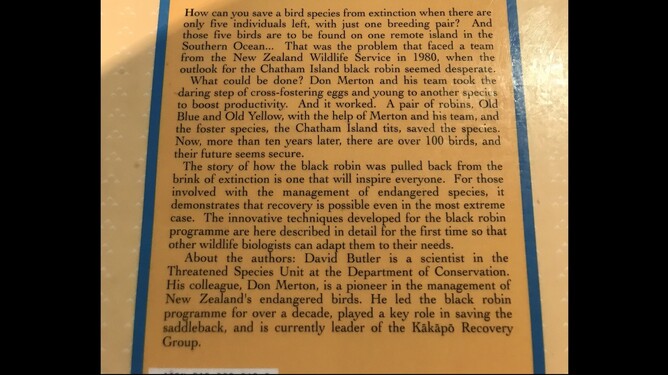 How can you save a bird species from extinction when there are
only five individuals left, with just one breeding pair? And
those five birds are to be found on one remote island in the
Southern Ocean... That was the problem that faced a team
from the New Zealand Wildlife Service in 1980, when the
outlook for the Chatham Island black robin seemed desperate.
What could be done? Don Merton and his team took the
daring step of cross-fostering eggs and young to another species
to boost productivity. And it worked. A pair of robins, Old
Blue and Old Yellow, with the help of Merton and his team, and
the foster species, the Chatham Island tits, saved the species.
Now, more than ten years later, there are over 100 birds, and
their future seems secure.
The story of how the black robin was pulled back from the
brink of extinction is one that will inspire everyone. For those
involved with the management of endangered species, it
demonstrates that recovery is possible even in the most extreme
case. The innovative techniques developed for the black robin
programme are here described in detail for the first time so that
other wildlife biologists can adapt them to their needs.
About the authors: David Butler is a scientist in the
Threatened Species Unit at the Department of Conservation.
His colleague, Don Merton, is a pioneer in the management of
New Zealand's endangered birds. He led the black robin
programme for over a decade, played a key role in saving the
saddleback, and is currently leader of the Kākāpō Recovery
Group.